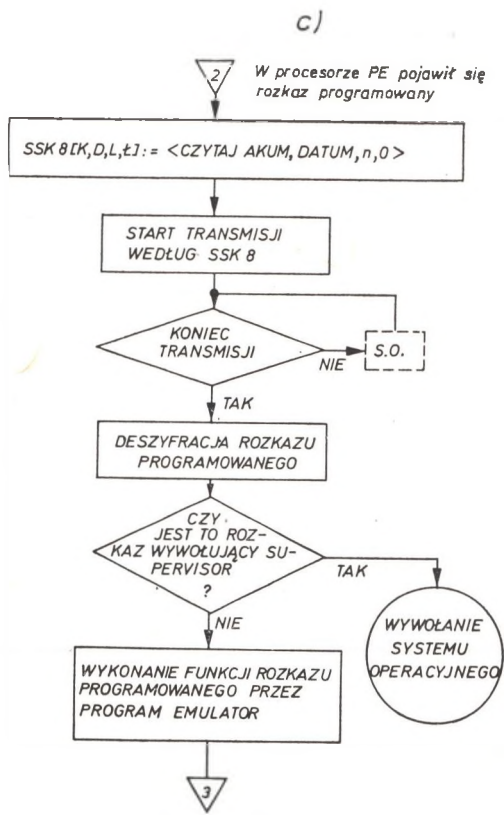 c)
2
W procesorze PE pojawił się
rozkaz programowany
SSK 8[K,D,L,Ł]:= <CZYTAJ AKUM, DATUM, n, 0>
START TRANSMISJI
WEDŁUG SSK 8
KONIEC
TRANSMISJI
NIE
S.O.
TAK
DESZYFRACJA ROZKAZU
PROGRAMOWANEGO
CZY
JEST TO ROZ-
KAZ WYWOŁUJĄCY SU-
PERVISOR
?
TAK
NIE
WYWOŁANIE
SYSTEMU
OPERACYJNEGO
WYKONANIE FUNKCJI ROZKAZU
PROGRAMOWANEGO PRZEZ
PROGRAM EMULATOR
3